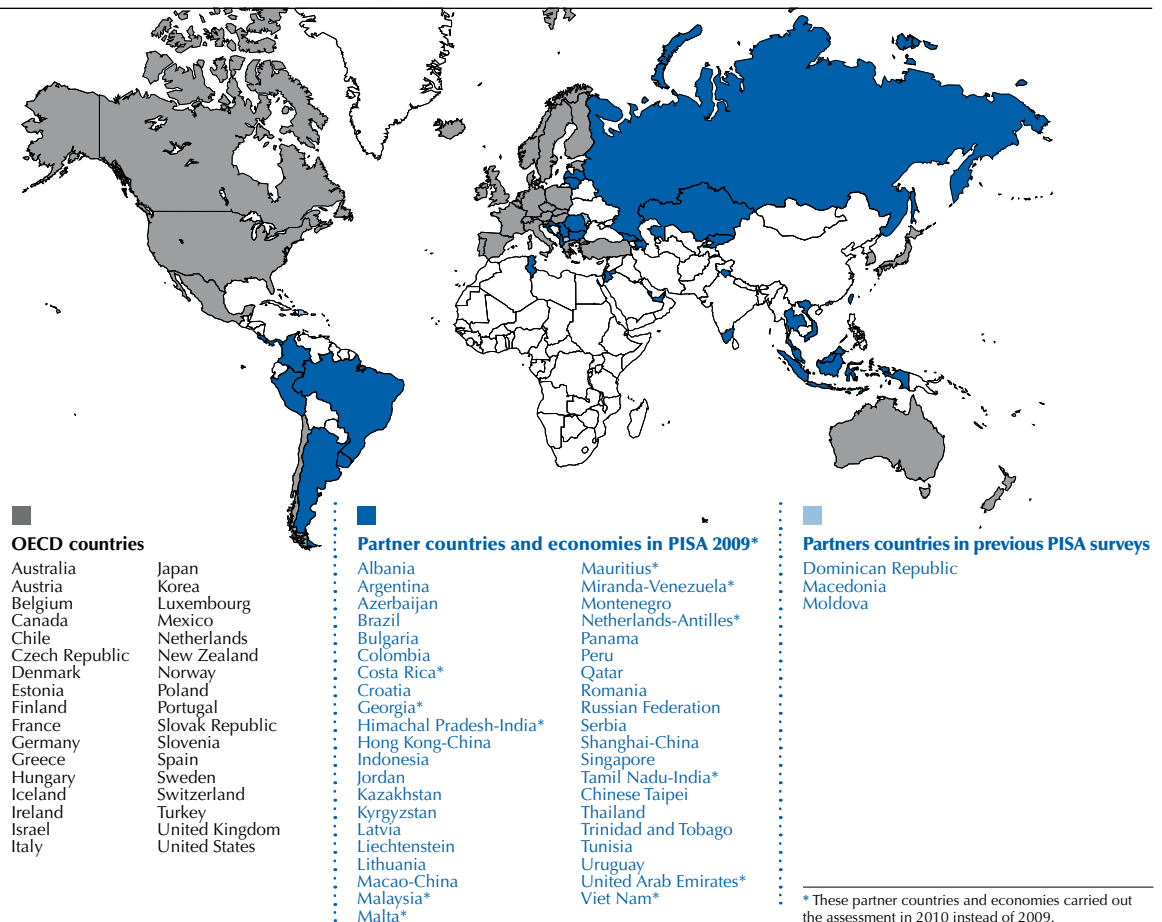 OECD countries
Australia
Austria
Belgium
Canada
Chile
Czech Republic
Denmark
Estonia
Finland
France
Germany
Greece
Hungary
Iceland
Ireland
Israel
Italy
Japan
Korea
Luxembourg
Mexico
Netherlands
New Zealand
Norway
Poland
Portugal
Slovak Republic
Slovenia
Spain
Sweden
Switzerland
Turkey
United Kingdom
United States
Partner countries and economies in PISA 2009*
Albania
Argentina
Azerbaijan
Brazil
Bulgaria
Colombia
Costa Rica*
Croatia
Georgia*
Himachal Pradesh-India*
Hong Kong-China
Indonesia
Jordan
Kazakhstan
Kyrgyzstan
Latvia
Liechtenstein
Lithuania
Macao-China
Malaysia*
Malta*
Mauritius*
Miranda-Venezuela*
Montenegro
Netherlands-Antilles*
Panama
Peru
Qatar
Romania
Russian Federation
Serbia
Shanghai-China
Singapore
Tamil Nadu-India*
Chinese Taipei
Thailand
Trinidad and Tobago
Tunisia
Uruguay
United Arab Emirates*
Viet Nam*
Partners countries in previous PISA surveys
Dominican Republic
Macedonia
Moldova
* These partner countries and economies carried out
the assessment in 2010 instead of 2009.